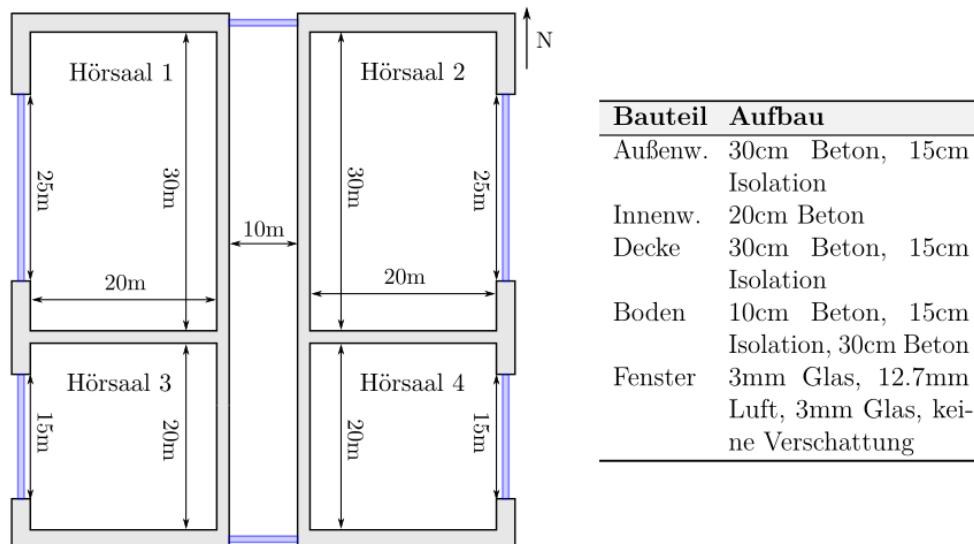 N
Hörsaal 1
Hörsaal 2
25m
30m
30m
25m
10m
20m
20m
Hörsaal 3
Hörsaal 4
15m
20m
20m
15m
Bauteil Aufbau
Außenw. 30cm Beton, 15cm
Isolation
Innenw. 20cm Beton
Decke 30cm Beton, 15cm
Isolation
Boden 10cm Beton, 15cm
Isolation, 30cm Beton
Fenster 3mm Glas, 12.7mm
Luft, 3mm Glas, kei-
ne Verschattung